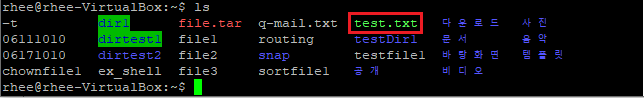 rhee@rhee-VirtualBox:~$ ls
-t dir1 file.tar q-mail.txt test.txt 다운로드 사진
06111010 dirtest1 file1 routing testDir1 문서 음악
06171010 dirtest2 file2 snap testfile1 바탕화면 템플릿
chownfile1 ex_shell file3 sortfile1 공개 비디오
rhee@rhee-VirtualBox:~$